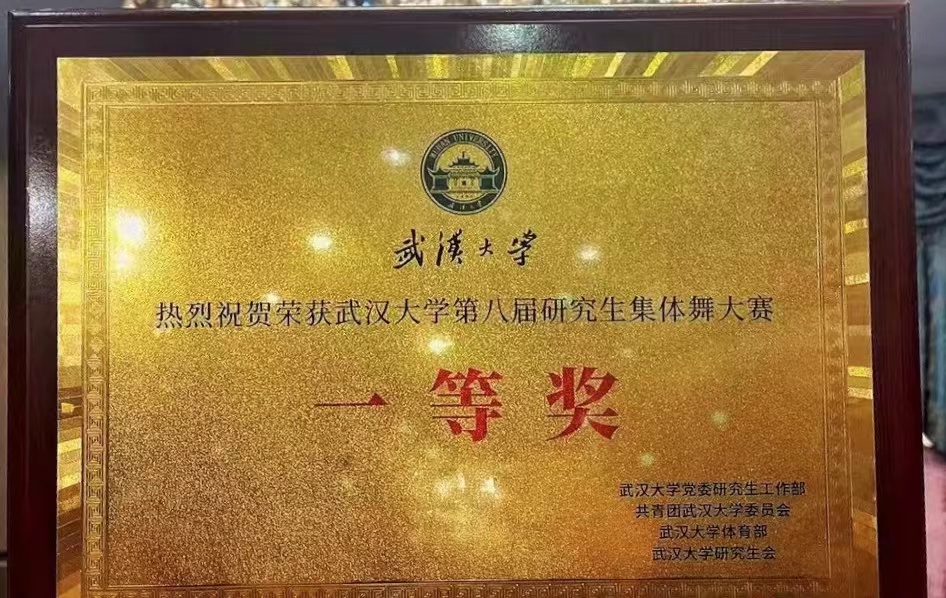 WUHAN UNIVERSITY
武漢大学
热烈祝贺荣获武汉大学第八届研究生集体舞大赛
一等奖
武汉大学党委研究生工作部
共青团武汉大学委员会
武汉大学体育部
武汉大学研究生会